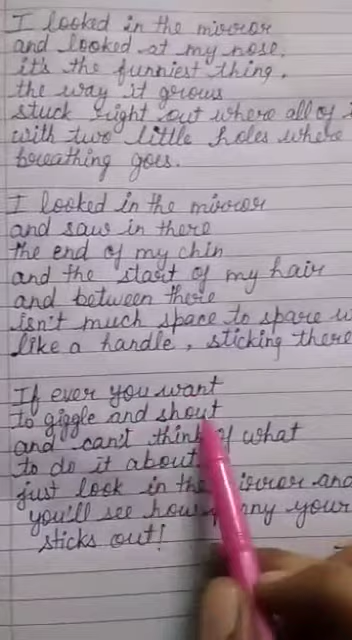 I looked in the mirror
and looked at my nose.
it's the funniest thing,
the way it grows
stuck right out where all of
with two little holes where
breathing goes.
I looked in the mirror
and saw in there
the end of my chin
and the start of my hair
and between there
isn't much space to spare
like a handle, sticking there
If ever you want
to giggle and shout
and can't think of what
to do it about
just look in the mirror and
you'll see how funny your
sticks out!